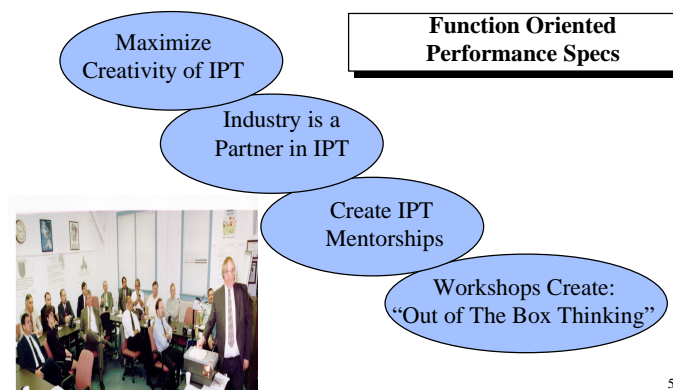 Function Oriented
Performance Specs
Maximize
Creativity of IPT
Industry is a
Partner in IPT
Create IPT
Mentorships
Workshops Create:
“Out of The Box Thinking”
5